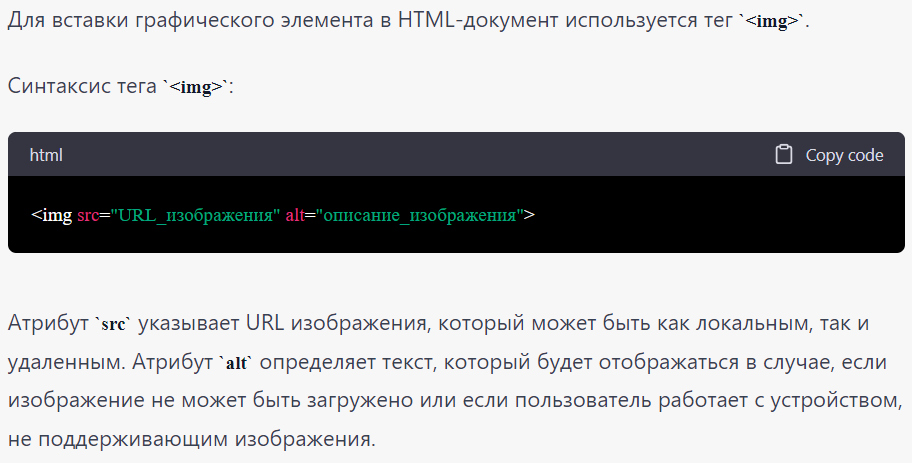 Для вставки графического элемента в HTML-документ используется тег `<img>`.
Синтаксис тега `<img>`:
html
Copy code
<img src="URL_изображения" alt="описание_изображения">
Атрибут `src` указывает URL изображения, который может быть как локальным, так и
удаленным. Атрибут `alt` определяет текст, который будет отображаться в случае, если
изображение не может быть загружено или если пользователь работает с устройством,
не поддерживающим изображения.